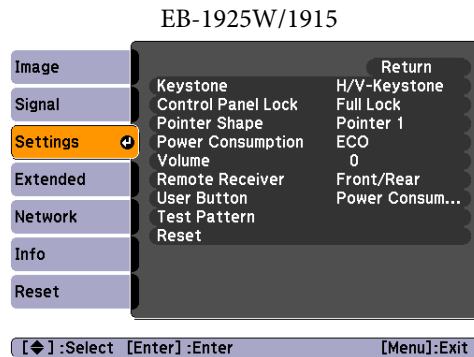 EB-1925W/1915
Image
Signal
Settings
Extended
Network
Info
Reset
Return
Keystone H/V-Keystone
Control Panel Lock Full Lock
Pointer Shape Pointer 1
Power Consumption ECO
Volume 0
Remote Receiver Front/Rear
User Button Power Consum...
Test Pattern
Reset
[◆] :Select [Enter] :Enter [Menu]:Exit